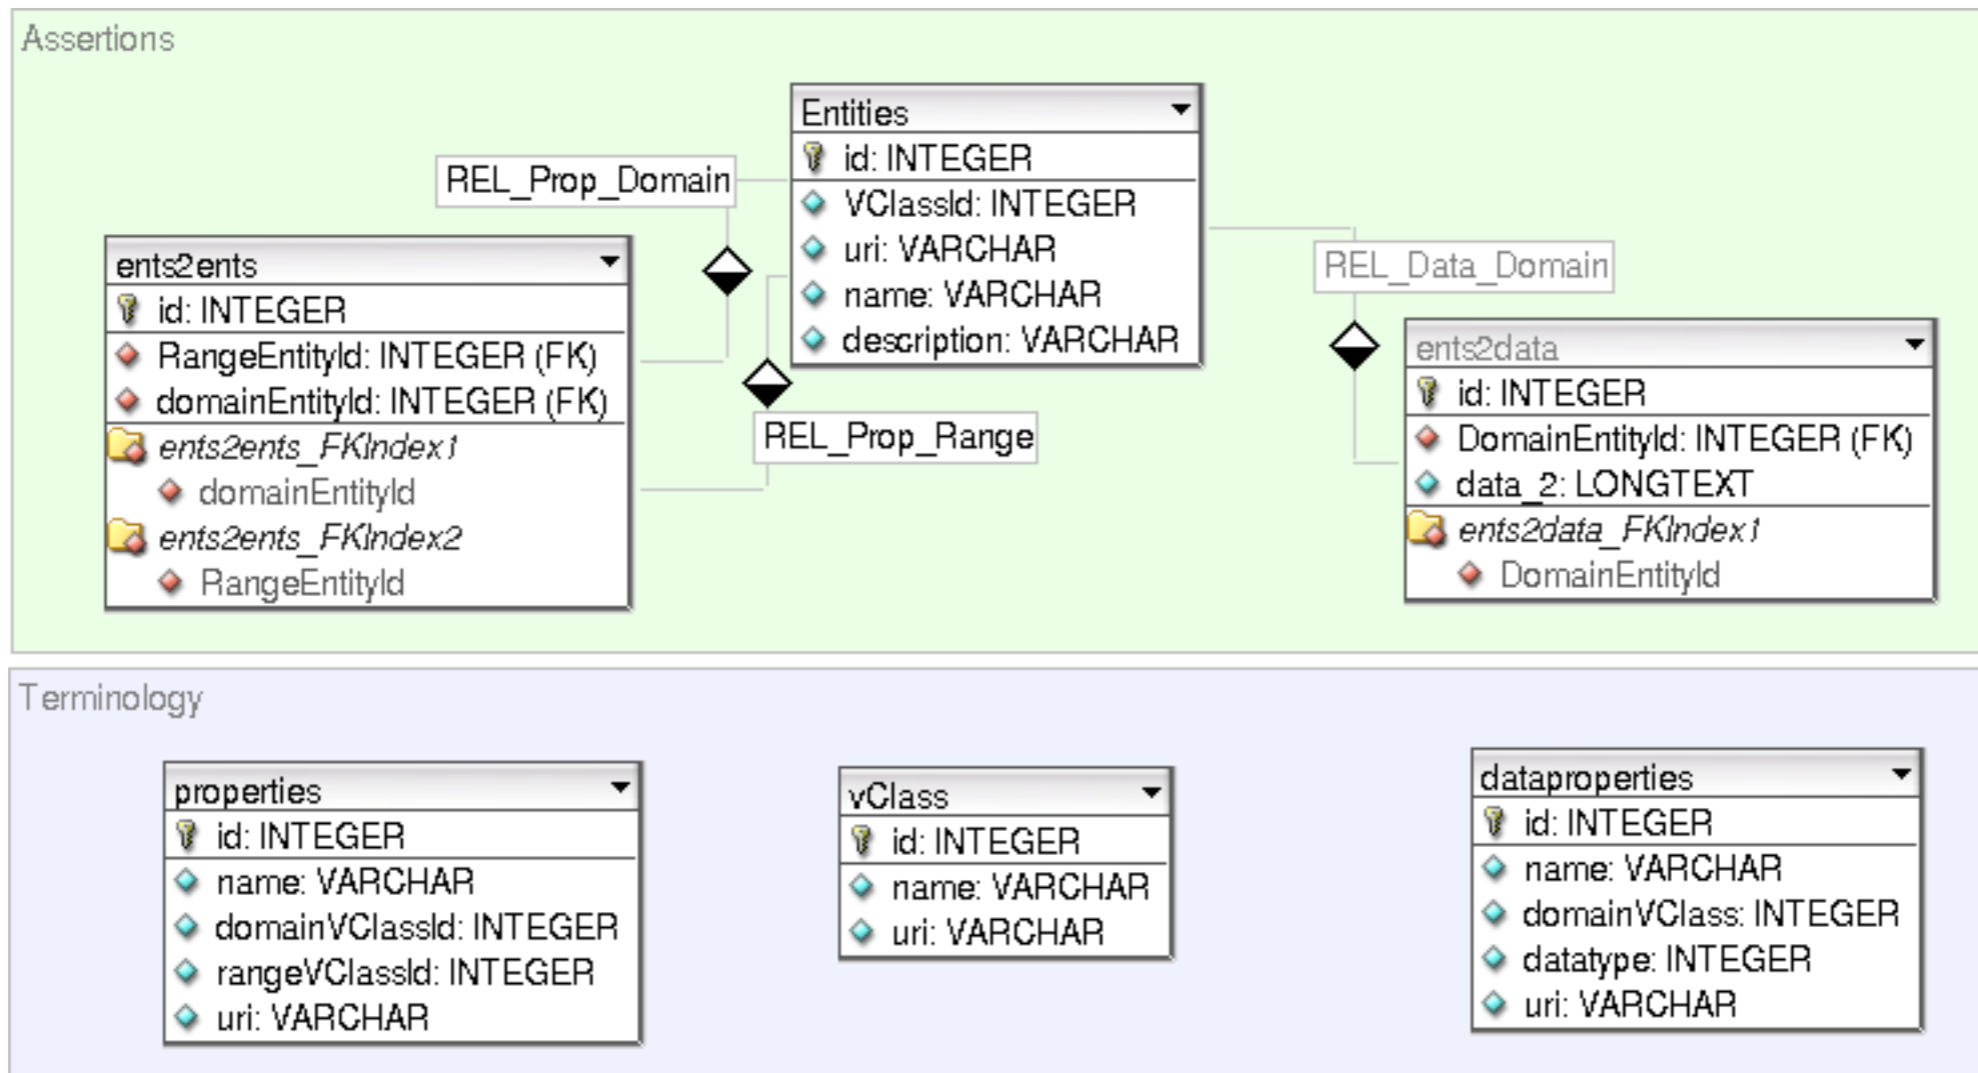 Assertions
Entities
id: INTEGER
VClassId: INTEGER
uri: VARCHAR
name: VARCHAR
description: VARCHAR
REL_Prop_Domain
ents2ents
id: INTEGER
RangeEntityId: INTEGER (FK)
domainEntityId: INTEGER (FK)
ents2ents_FKIndex1
domainEntityId
ents2ents_FKIndex2
RangeEntityId
REL_Prop_Range
REL_Data_Domain
ents2data
id: INTEGER
DomainEntityId: INTEGER (FK)
data_2: LONGTEXT
ents2data_FKIndex1
DomainEntityId
Terminology
properties
id: INTEGER
name: VARCHAR
domainVClassId: INTEGER
rangeVClassId: INTEGER
uri: VARCHAR
vClass
id: INTEGER
name: VARCHAR
uri: VARCHAR
dataproperties
id: INTEGER
name: VARCHAR
domainVClass: INTEGER
datatype: INTEGER
uri: VARCHAR